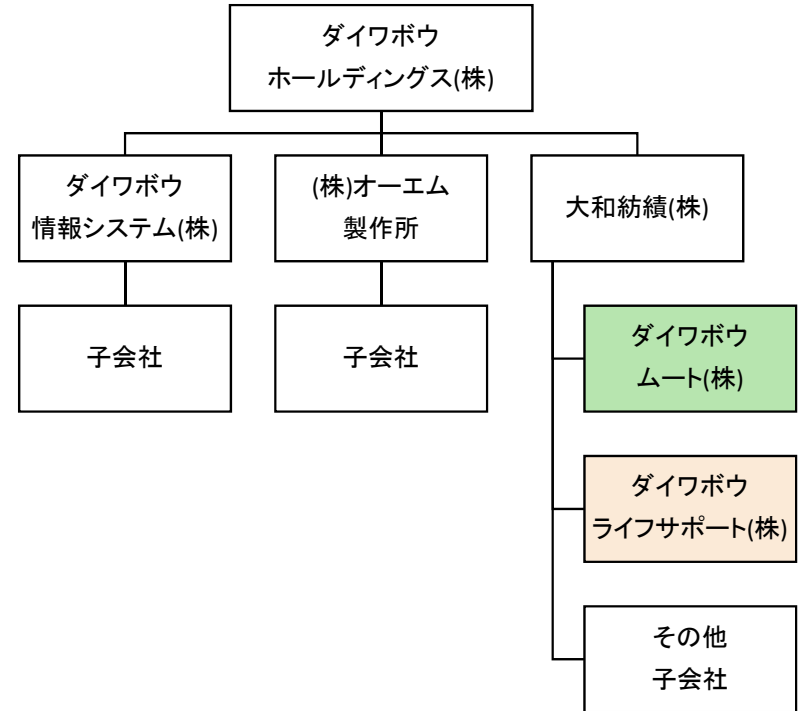 ダイワボウ
ホールディングス(株)
ダイワボウ
情報システム(株)
(株)オーエム
製作所
大和紡績(株)
子会社
子会社
ダイワボウ
ムート(株)
ダイワボウ
ライフサポート(株)
その他
子会社